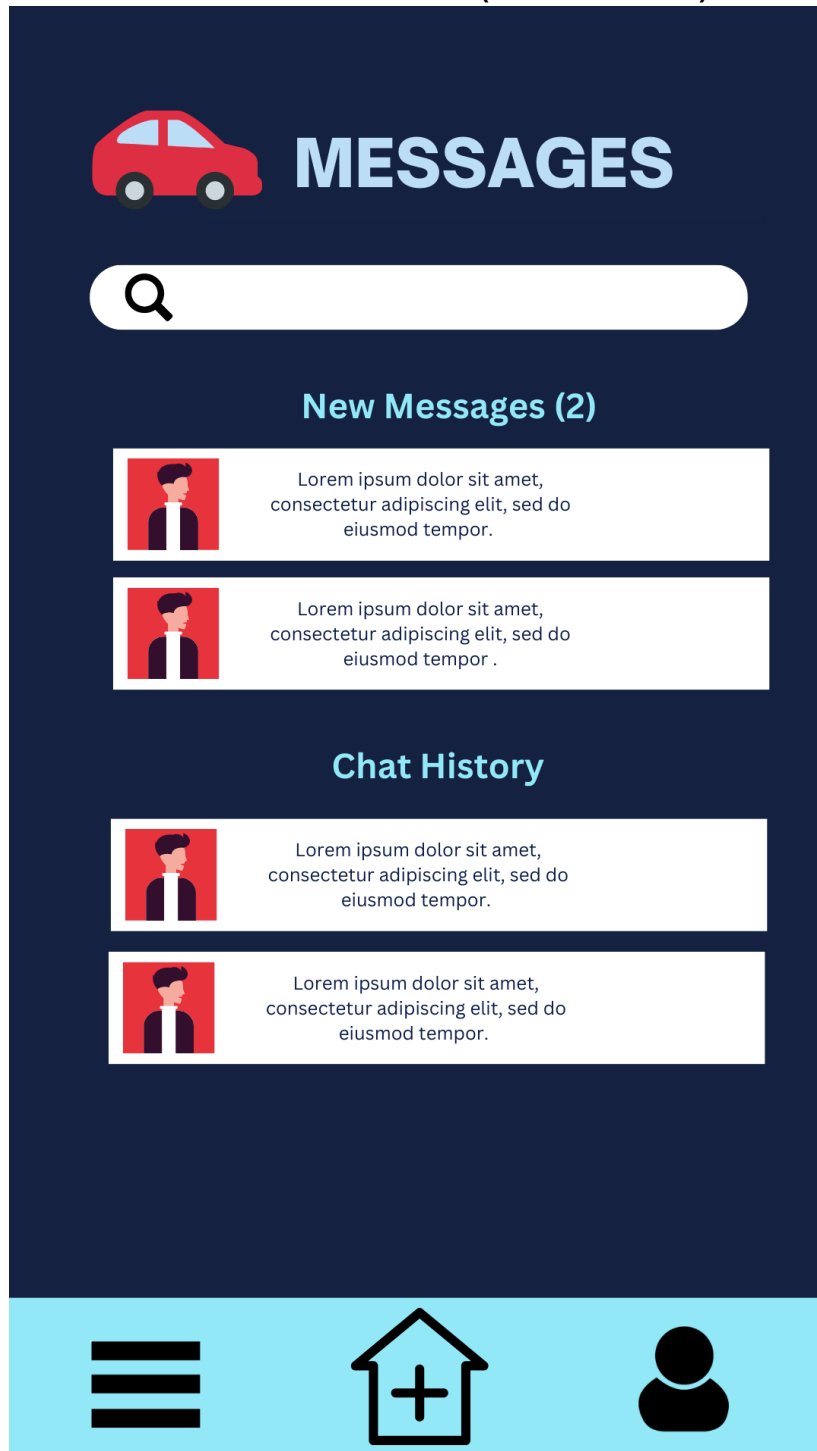 MESSAGES
New Messages (2)
Lorem ipsum dolor sit amet,
consectetur adipiscing elit, sed do
eiusmod tempor.
Lorem ipsum dolor sit amet,
consectetur adipiscing elit, sed do
eiusmod tempor .
Chat History
Lorem ipsum dolor sit amet,
consectetur adipiscing elit, sed do
eiusmod tempor.
Lorem ipsum dolor sit amet,
consectetur adipiscing elit, sed do
eiusmod tempor.